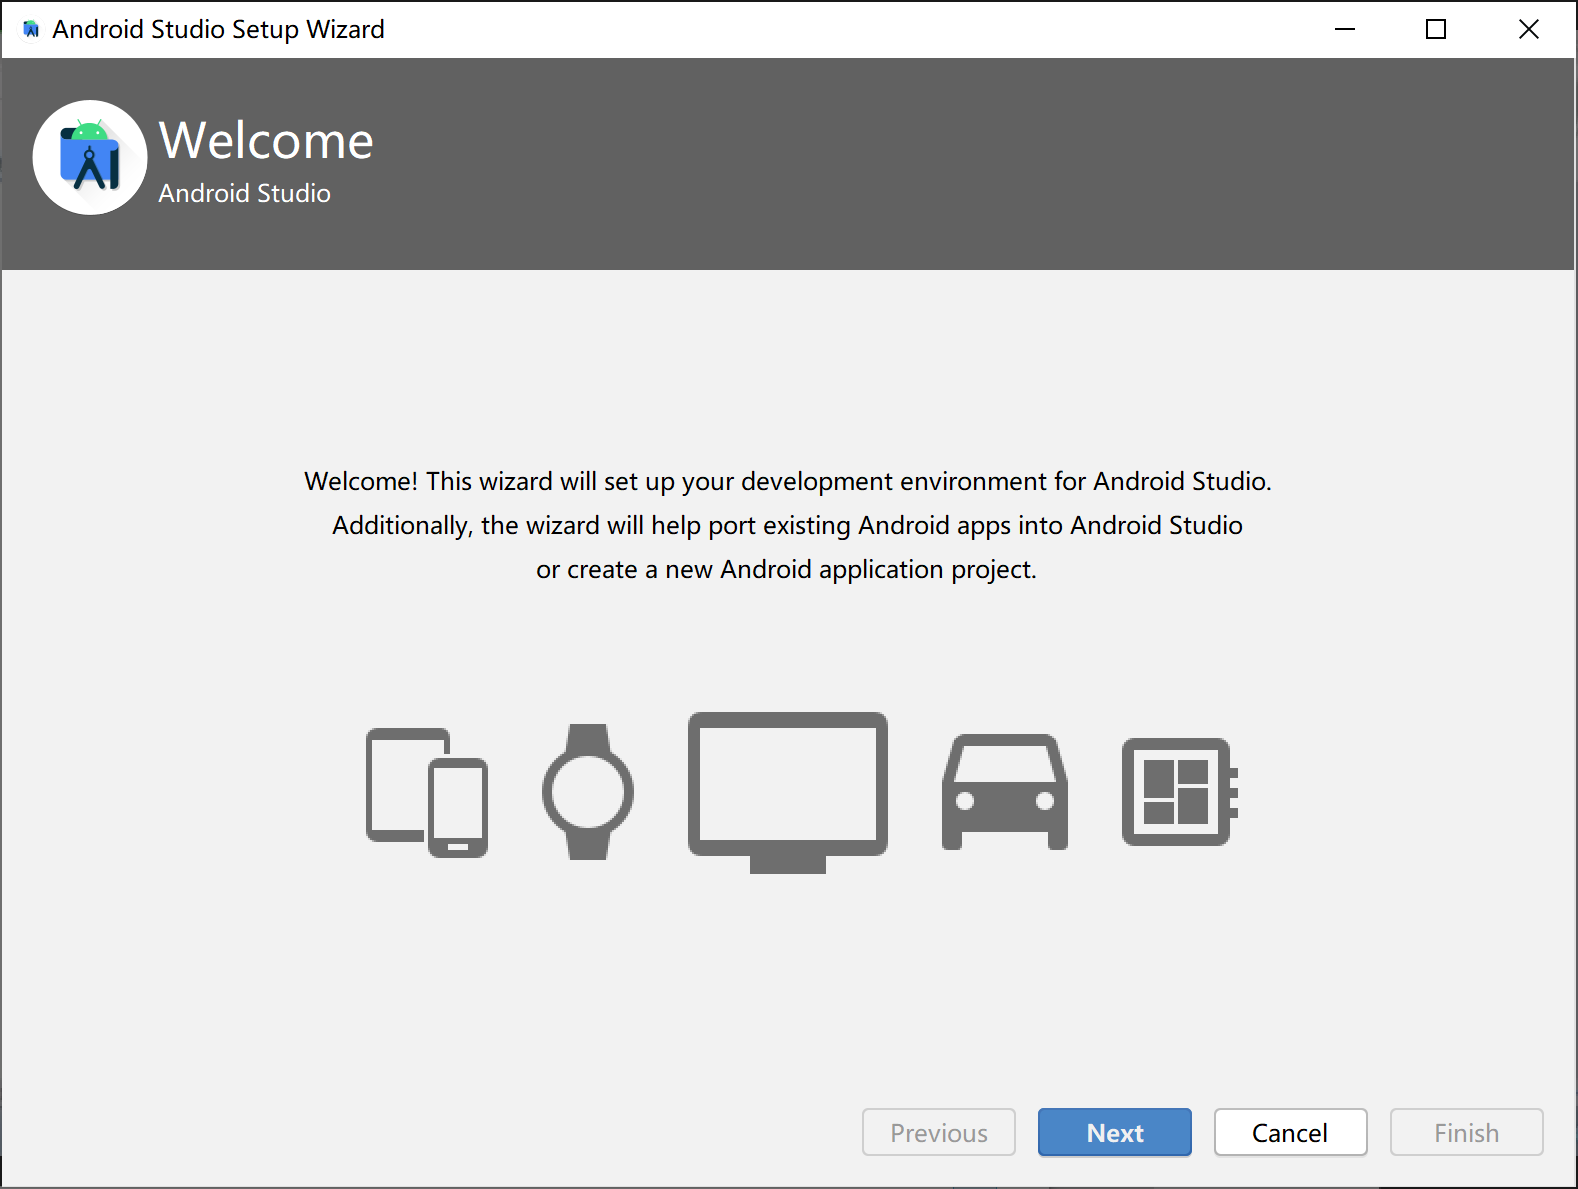 Android Studio Setup Wizard
Welcome
Android Studio
Welcome! This wizard will set up your development environment for Android Studio.
Additionally, the wizard will help port existing Android apps into Android Studio
or create a new Android application project.
Previous
Next
Cancel
Finish